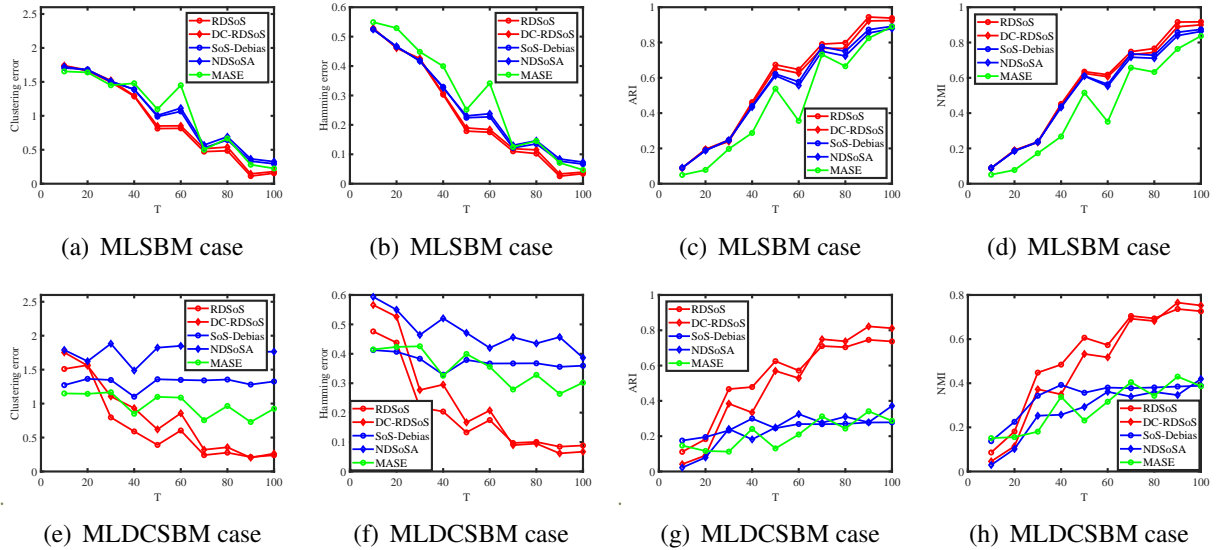 2.5
2
1.5
1
0.5
0
Clustering error
0 20 40 60 80 100
T
RDSoS
DC-RDSoS
SoS-Debias
NDSoSA
MASE
(a) MLSBM case
0.6
0.5
0.4
0.3
0.2
0.1
0
Hamming error
0 20 40 60 80 100
T
RDSoS
DC-RDSoS
SoS-Debias
NDSoSA
MASE
(b) MLSBM case
1
0.8
0.6
0.4
0.2
0
ARI
0 20 40 60 80 100
T
RDSoS
DC-RDSoS
SoS-Debias
NDSoSA
MASE
(c) MLSBM case
1
0.8
0.6
0.4
0.2
0
NMI
0 20 40 60 80 100
T
RDSoS
DC-RDSoS
SoS-Debias
NDSoSA
MASE
(d) MLSBM case
2.5
2
1.5
1
0.5
0
Clustering error
0 20 40 60 80 100
T
RDSoS
DC-RDSoS
SoS-Debias
NDSoSA
MASE
(e) MLDCSBM case
0.6
0.5
0.4
0.3
0.2
0.1
0
Hamming error
0 20 40 60 80 100
T
RDSoS
DC-RDSoS
SoS-Debias
NDSoSA
MASE
(f) MLDCSBM case
1
0.8
0.6
0.4
0.2
0
ARI
0 20 40 60 80 100
T
RDSoS
DC-RDSoS
SoS-Debias
NDSoSA
MASE
(g) MLDCSBM case
0.8
0.6
0.4
0.2
0
NMI
0 20 40 60 80 100
T
RDSoS
DC-RDSoS
SoS-Debias
NDSoSA
MASE
(h) MLDCSBM case